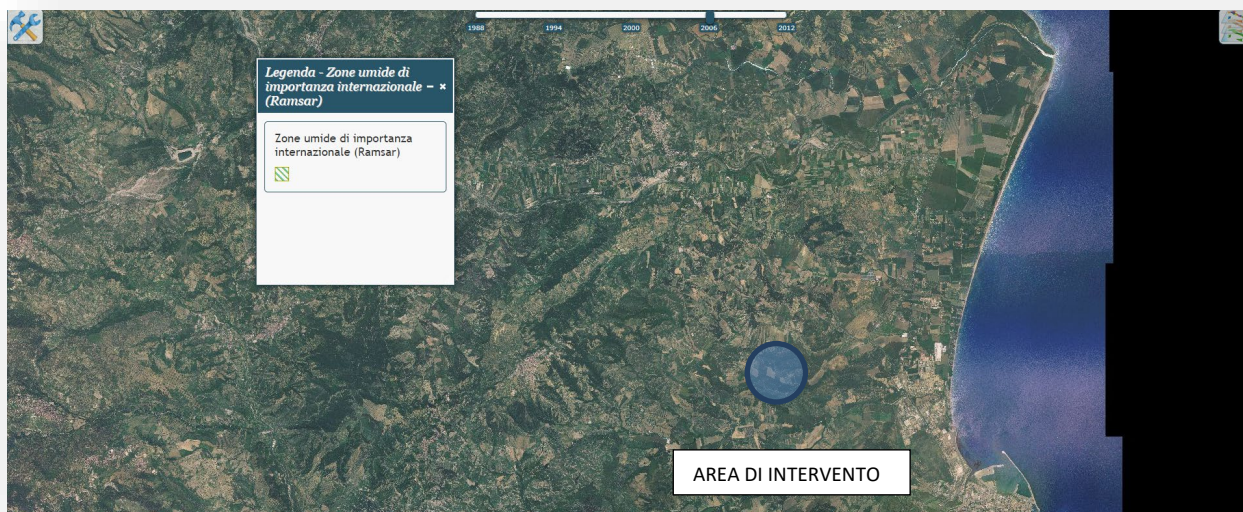 1988 1994 2000 2006 2012
Legenda - Zone umide di
importanza internazionale
(Ramsar)
Zone umide di importanza
internazionale (Ramsar)
AREA DI INTERVENTO